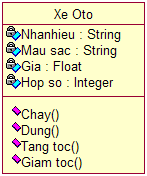 Xe Oto
Nhanhieu : String
Mau sac : String
Gia : Float
Hop so : Integer
Chay()
Dung()
Tang toc()
Giam toc()